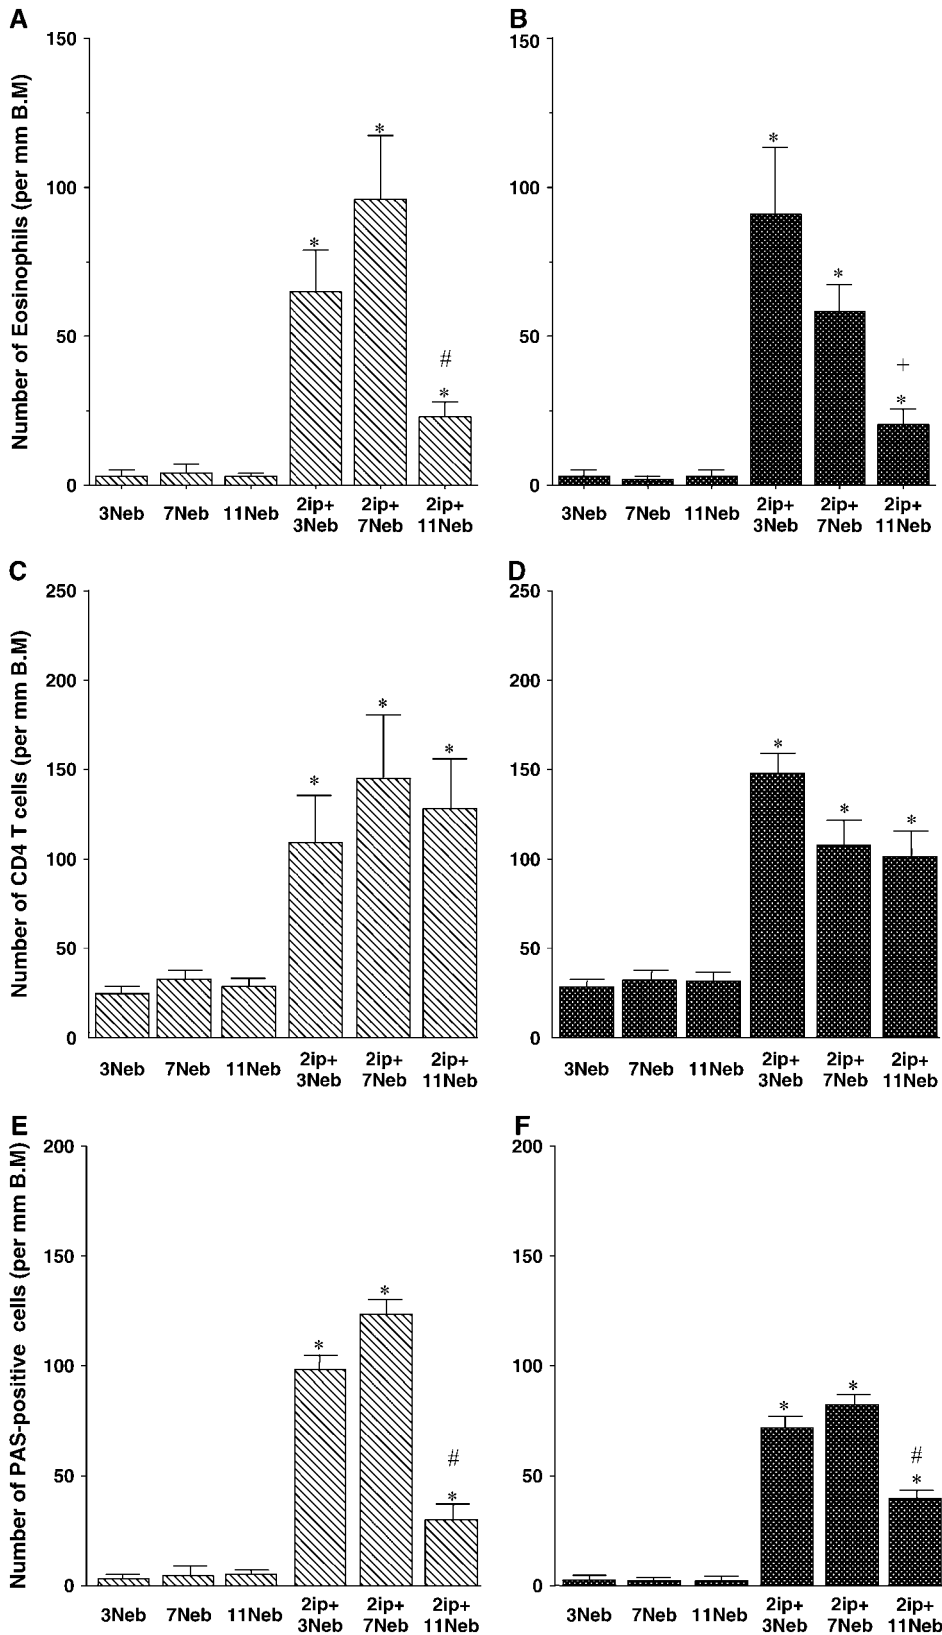 A
B
Number of Eosinophils (per mm B.M)
150
100
50
0
150
100
50
0
*
*
#
*
*
*
+
*
3Neb 7Neb 11Neb 2ip+ 2ip+ 2ip+
3Neb 7Neb 11Neb
3Neb 7Neb 11Neb 2ip+ 2ip+ 2ip+
3Neb 7Neb 11Neb
C
D
Number of CD4 T cells (per mm B.M)
250
200
150
100
50
0
250
200
150
100
50
0
*
*
*
*
*
*
3Neb 7Neb 11Neb 2ip+ 2ip+ 2ip+
3Neb 7Neb 11Neb
3Neb 7Neb 11Neb 2ip+ 2ip+ 2ip+
3Neb 7Neb 11Neb
E
F
Number of PAS-positive cells (per mm B.M)
200
150
100
50
0
200
150
100
50
0
*
*
#
*
*
*
#
*
3Neb 7Neb 11Neb 2ip+ 2ip+ 2ip+
3Neb 7Neb 11Neb
3Neb 7Neb 11Neb 2ip+ 2ip+ 2ip+
3Neb 7Neb 11Neb